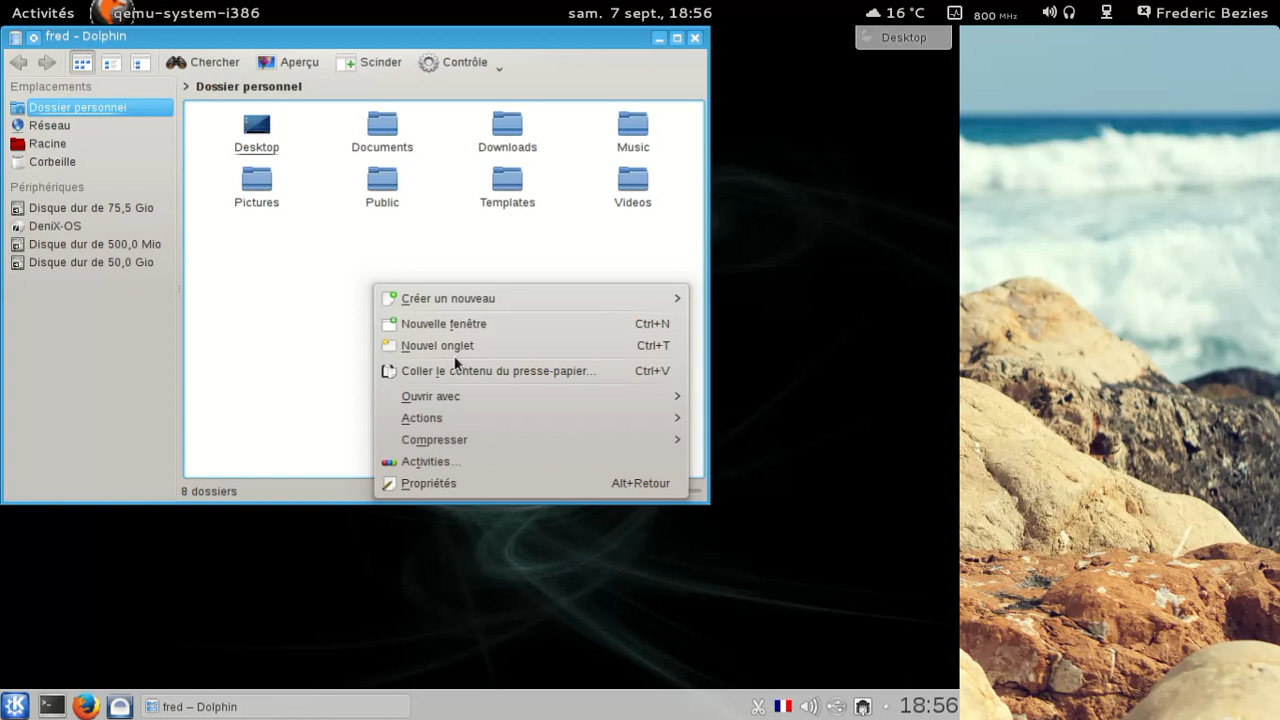 Activités qemu-system-i386 sam. 7 sept., 18:56 16 °C 800 MHz Frederic Bezies
fred – Dolphin
Desktop
Chercher Aperçu Scinder Contrôle
Emplacements
Dossier personnel
Réseau
Racine
Corbeille
Périphériques
Disque dur de 75,5 Gio
DeniX-OS
Disque dur de 500,0 Mio
Disque dur de 50,0 Gio
> Dossier personnel
Desktop Documents Downloads Music
Pictures Public Templates Videos
Créer un nouveau
Nouvelle fenêtre Ctrl+N
Nouvel onglet Ctrl+T
Coller le contenu du presse-papier... Ctrl+V
Ouvrir avec
Actions
Compresser
Activities...
Propriétés Alt+Retour
8 dossiers
fred – Dolphin 18:56